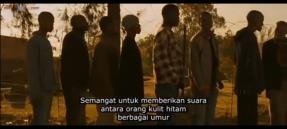 Semangat untuk memberikan suara
antara orang kulit hitam
berbagai umur